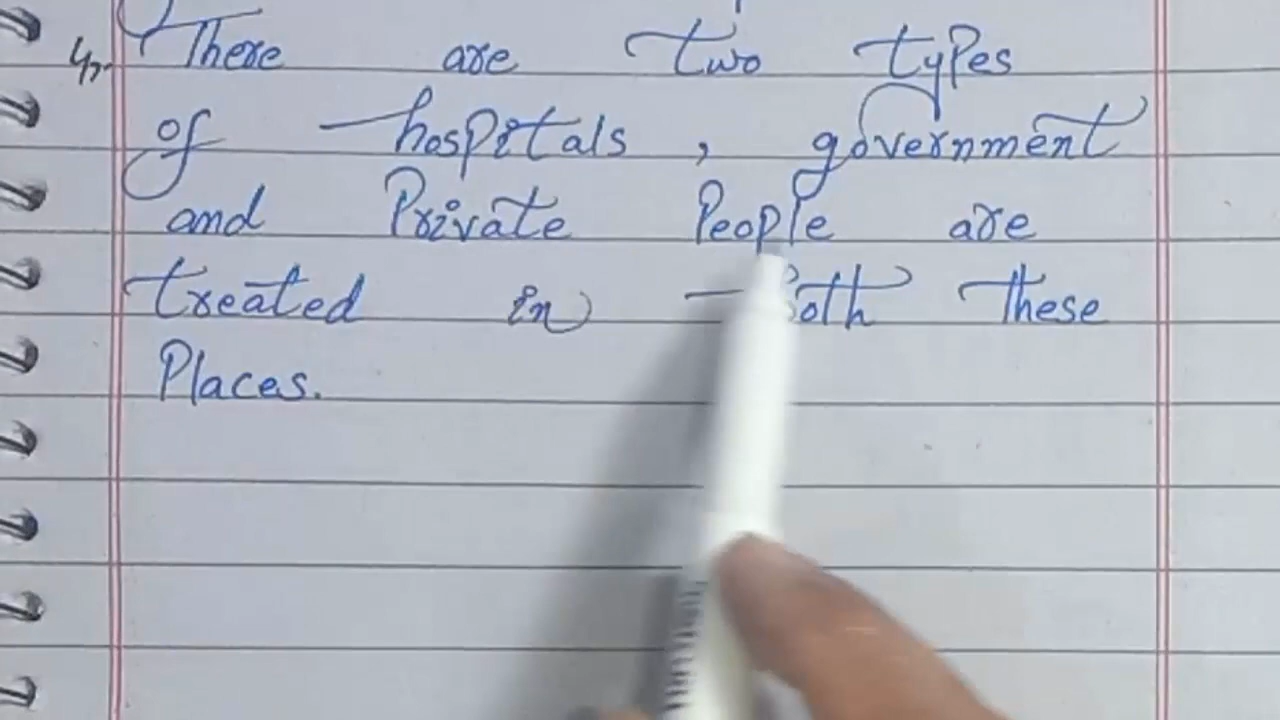 4, There are two types
of hospitals, government
and Private People are
treated in both these
Places.